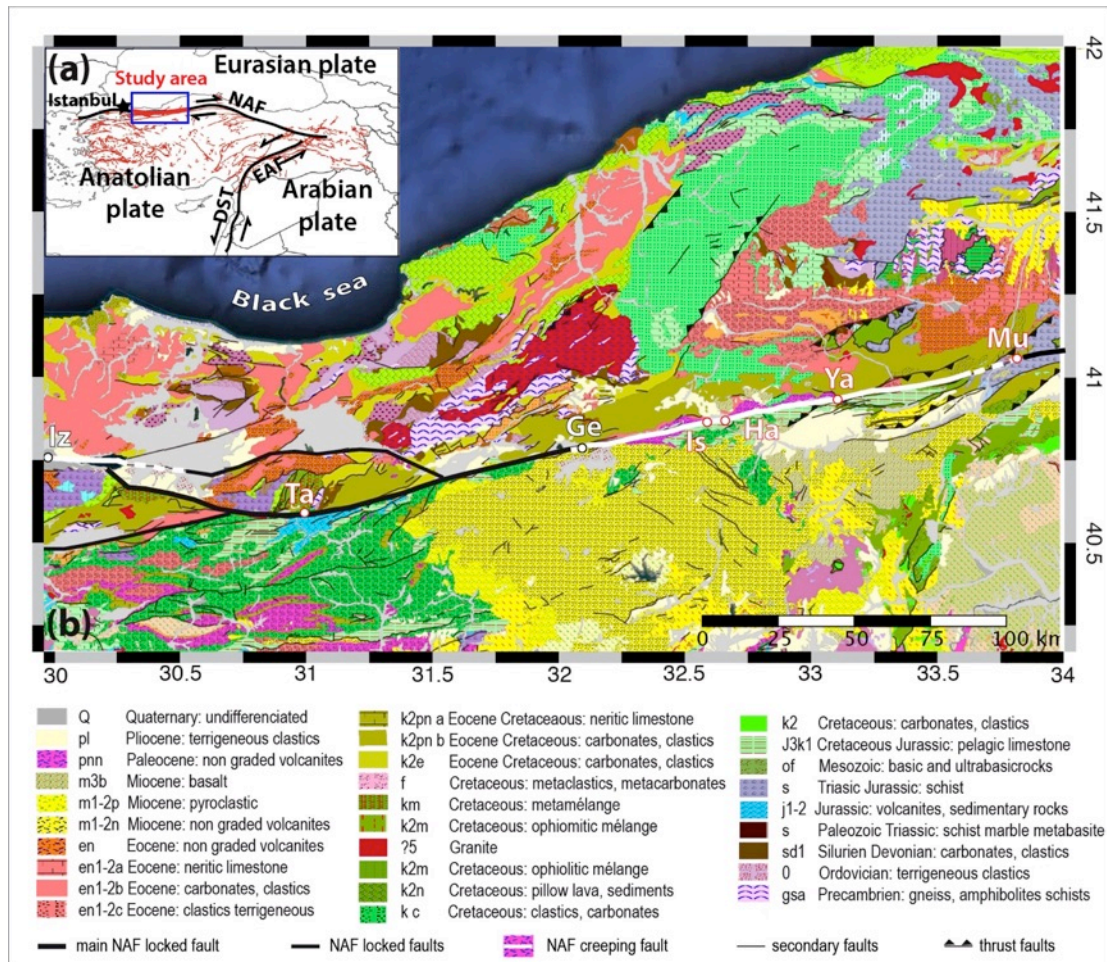 (a)
Eurasian plate
Study area
Istanbul
NAF
Anatolian
plate
EAF
DST
Arabian
plate
42
41.5
41
40.5
Black sea
Iz
Ta
Ge
Is
Ha
Ya
Mu
(b)
0 25 50 75 100 km
30 30.5 31 31.5 32 32.5 33 33.5 34
Q Quaternary: undifferenciated
pl Pliocene: terrigeneous clastics
pnn Paleocene: non graded volcanites
m3b Miocene: basalt
m1-2p Miocene: pyroclastic
m1-2n Miocene: non graded volcanites
en Eocene: non graded volcanites
en1-2a Eocene: neritic limestone
en1-2b Eocene: carbonates, clastics
en1-2c Eocene: clastics terrigeneous
k2pn a Eocene Cretaceaous: neritic limestone
k2pn b Eocene Cretaceous: carbonates, clastics
k2e Eocene Cretaceous: carbonates, clastics
f Cretaceous: metaclastics, metacarbonates
km Cretaceous: metamélange
k2m Cretaceous: ophiomitic mélange
?5 Granite
k2m Cretaceous: ophiolitic mélange
k2n Cretaceous: pillow lava, sediments
k c Cretaceous: clastics, carbonates
k2 Cretaceous: carbonates, clastics
J3k1 Cretaceous Jurassic: pelagic limestone
of Mesozoic: basic and ultrabasicrocks
s Triasic Jurassic: schist
j1-2 Jurassic: volcanites, sedimentary rocks
s Paleozoic Triassic: schist marble metabasite
sd1 Silurien Devonian: carbonates, clastics
0 Ordovician: terrigeneous clastics
gsa Precambrien: gneiss, amphibolites schists
main NAF locked fault NAF locked faults NAF creeping fault secondary faults thrust faults